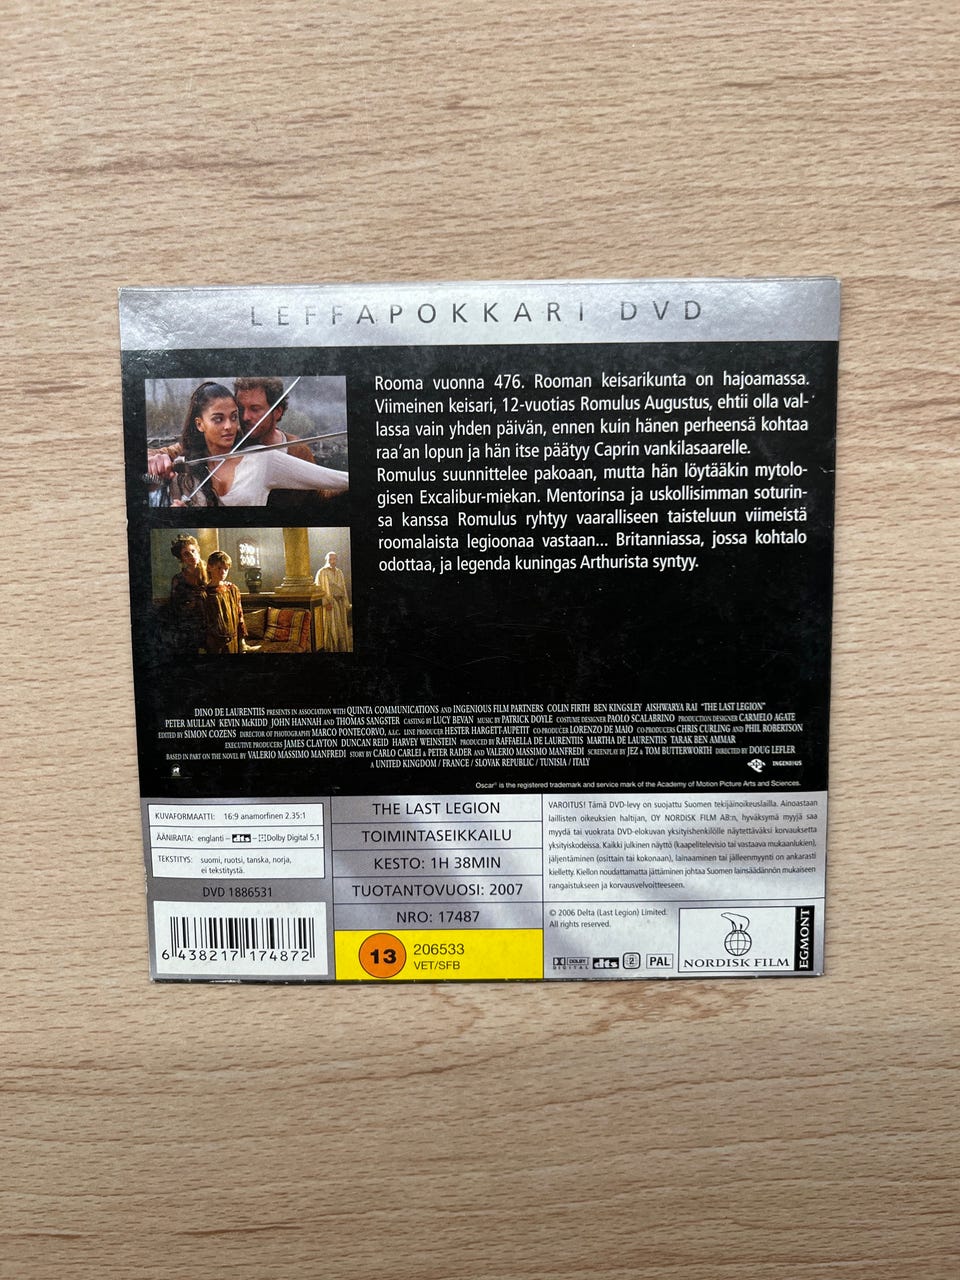 LEFFAPOKKARI DVD
Rooma vuonna 476. Rooman keisarikunta on hajoamassa.
Viimeinen keisari, 12-vuotias Romulus Augustus, ehtii olla val-
lassa vain yhden päivän, ennen kuin hänen perheensä kohtaa
raa'an lopun ja hän itse päätyy Caprin vankilasaarelle.
Romulus suunnittelee pakoaan, mutta hän löytääkin mytolo-
gisen Excalibur-miekan. Mentorinsa ja uskollisimman soturin-
sa kanssa Romulus ryhtyy vaaralliseen taisteluun viimeistä
roomalaista legioonaa vastaan... Britanniassa, jossa kohtalo
odottaa, ja legenda kuningas Arthurista syntyy.
DINO DE LAURENTIIS PRESENTS IN ASSOCIATION WITH QUINTA COMMUNICATIONS AND INGENIOUS FILM PARTNERS COLIN FIRTH BEN KINGSLEY AISHWARYA RAI "THE LAST LEGION"
PETER MULLAN KEVIN McKIDD JOHN HANNAH AND THOMAS SANGSTER CASTING BY LUCY BEVAN MUSIC BY PATRICK DOYLE COSTUME DESIGNER PAOLO SCALABRINO PRODUCTION DESIGNER CARMELO AGATE
EDITED BY SIMON COZENS DIRECTOR OF PHOTOGRAPHY MARCO PONTECORVO, A.I.C. LINE PRODUCER HESTER HARGETT-AUPETIT CO-PRODUCER LORENZO DE MAIO CO-PRODUCERS CHRIS CURLING AND PHIL ROBERTSON
EXECUTIVE PRODUCERS JAMES CLAYTON DUNCAN REID HARVEY WEINSTEIN PRODUCED BY RAFFAELLA DE LAURENTIIS MARTHA DE LAURENTIIS TARAK BEN AMMAR
BASED IN PART ON THE NOVEL BY VALERIO MASSIMO MANFREDI STORY BY CARLO CARLEI & PETER RADER AND VALERIO MASSIMO MANFREDI SCREENPLAY BY JEZ & TOM BUTTERWORTH DIRECTED BY DOUG LEFLER
A UNITED KINGDOM / FRANCE / SLOVAK REPUBLIC / TUNISIA / ITALY
INGENIOUS
Oscar® is the registered trademark and service mark of the Academy of Motion Picture Arts and Sciences.
KUVAFORMAATTI: 16:9 anamorfinen 2.35:1
ÄÄNIRAITA: englanti – dts – Dolby Digital 5,1
TEKSTITYS: suomi, ruotsi, tanska, norja,
ei tekstitystä.
DVD 1886531
6 438217 174872
THE LAST LEGION
TOIMINTASEIKKAILU
KESTO: 1H 38MIN
TUOTANTOVUOSI: 2007
NRO: 17487
13
206533
VET/SFB
VAROITUS! Tämä DVD-levy on suojattu Suomen tekijäinoikeuslailla. Ainoastaan
laillisten oikeuksien haltijan, OY NORDISK FILM AB:n, hyväksymä myyjä saa
myydä tai vuokrata DVD-elokuvan yksityishenkilölle näytettäväksi korvauksetta
yksityiskodeissa. Kaikki julkinen näyttö (kaapelitelevisio tai vastaava mukaanlukien),
jäljentäminen (osittain tai kokonaan), lainaaminen tai jälleenmyynti on ankarasti
kielletty. Kiellon noudattamatta jättäminen johtaa Suomen lainsäädännön mukaiseen
rangaistukseen ja korvausvelvoitteeseen.
© 2006 Delta (Last Legion) Limited.
All rights reserved.
DOLBY
DIGITAL
dts
2
PAL
NORDISK FILM
EGMONT